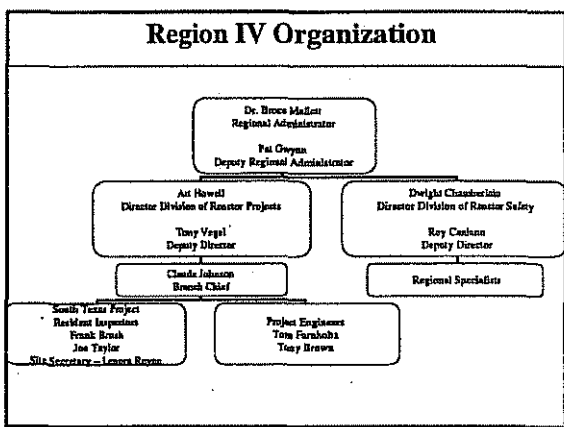 Region IV Organization
Dr. Bruce Mallett
Regional Administrator
Pat Gwynn
Deputy Regional Administrator
Art Howell
Director Division of Reactor Projects
Tony Vegel
Deputy Director
Dwight Chamberlain
Director Division of Reactor Safety
Roy Caniano
Deputy Director
Claude Johnson
Branch Chief
Regional Specialists
South Texas Project
Resident Inspectors
Frank Brush
Joe Taylor
Site Secretary – Lenora
Project Engineers
Tom Farnholtz
Tony Brown